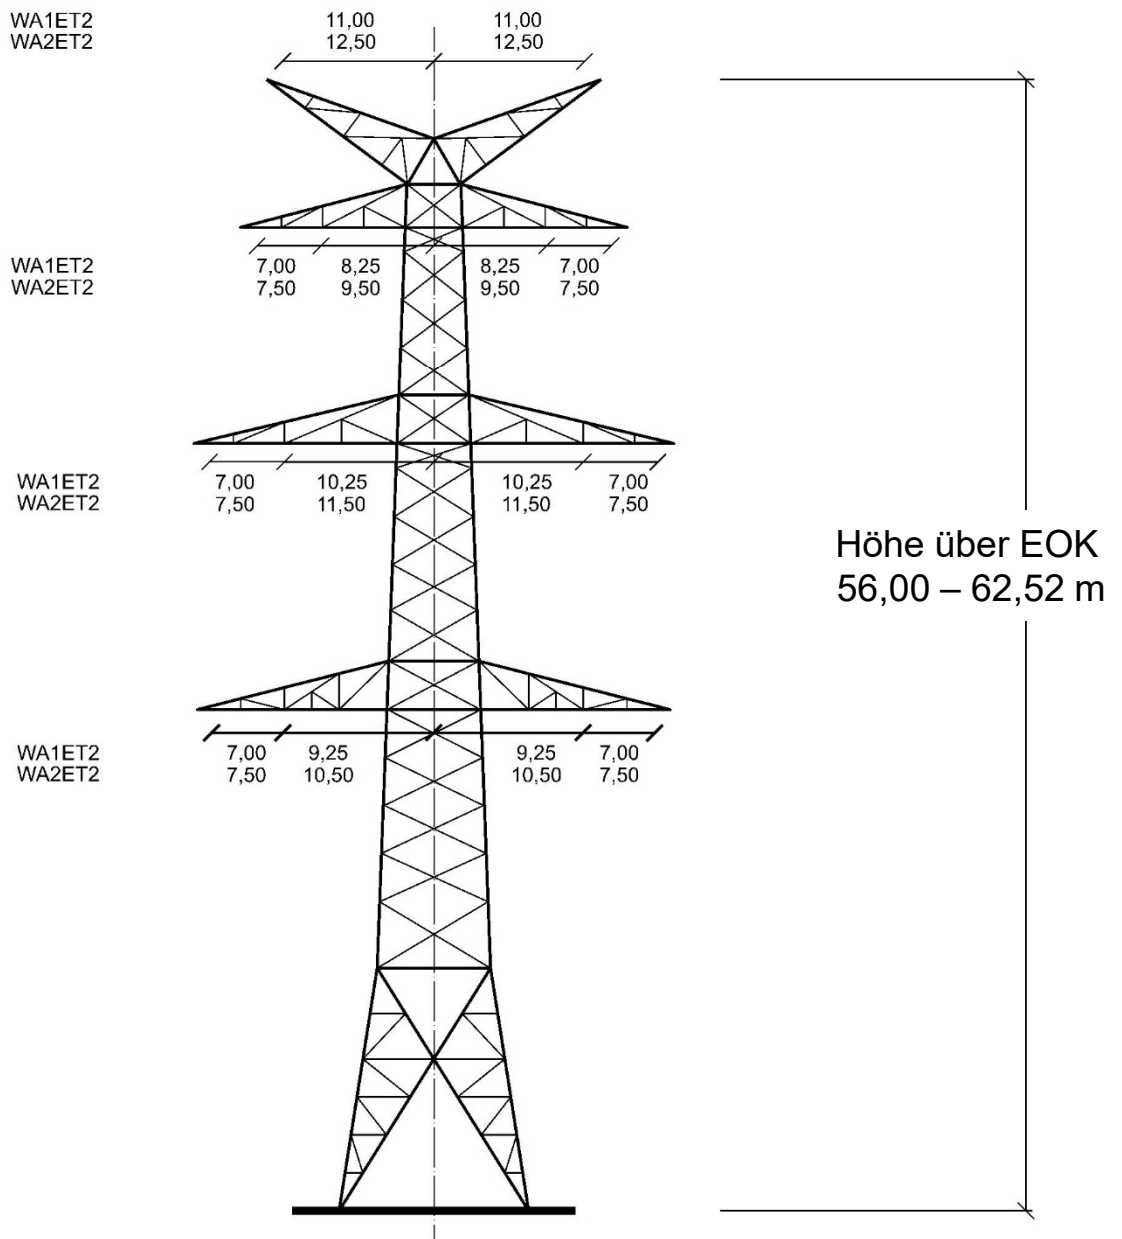 WA1ET2 11,00 11,00
WA2ET2 12,50 12,50
WA1ET2 7,00 8,25 8,25 7,00
WA2ET2 7,50 9,50 9,50 7,50
WA1ET2 7,00 10,25 10,25 7,00
WA2ET2 7,50 11,50 11,50 7,50
Höhe über EOK
56,00 – 62,52 m
WA1ET2 7,00 9,25 9,25 7,00
WA2ET2 7,50 10,50 10,50 7,50